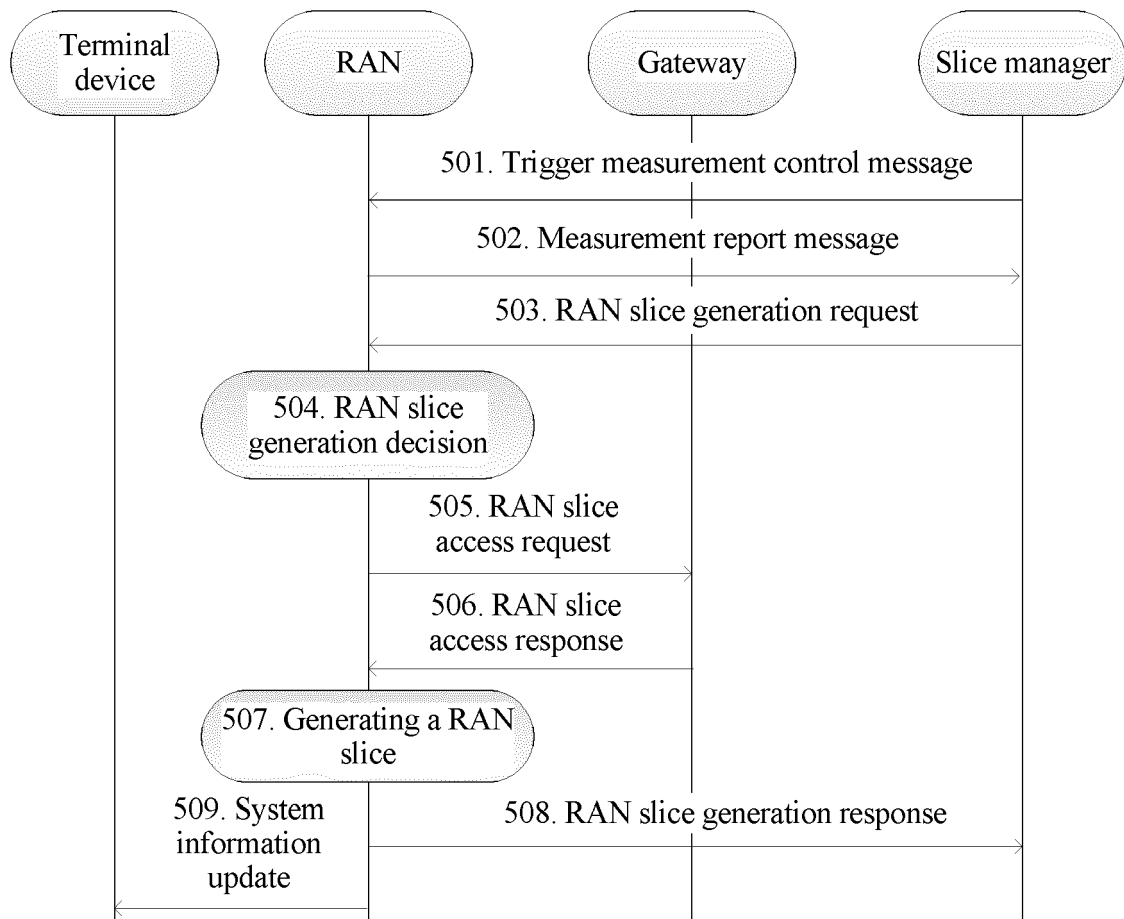 Terminal
device
RAN
Gateway
Slice manager
501. Trigger measurement control message
502. Measurement report message
503. RAN slice generation request
504. RAN slice
generation decision
505. RAN slice
access request
506. RAN slice
access response
507. Generating a RAN
slice
509. System
information
update
508. RAN slice generation response